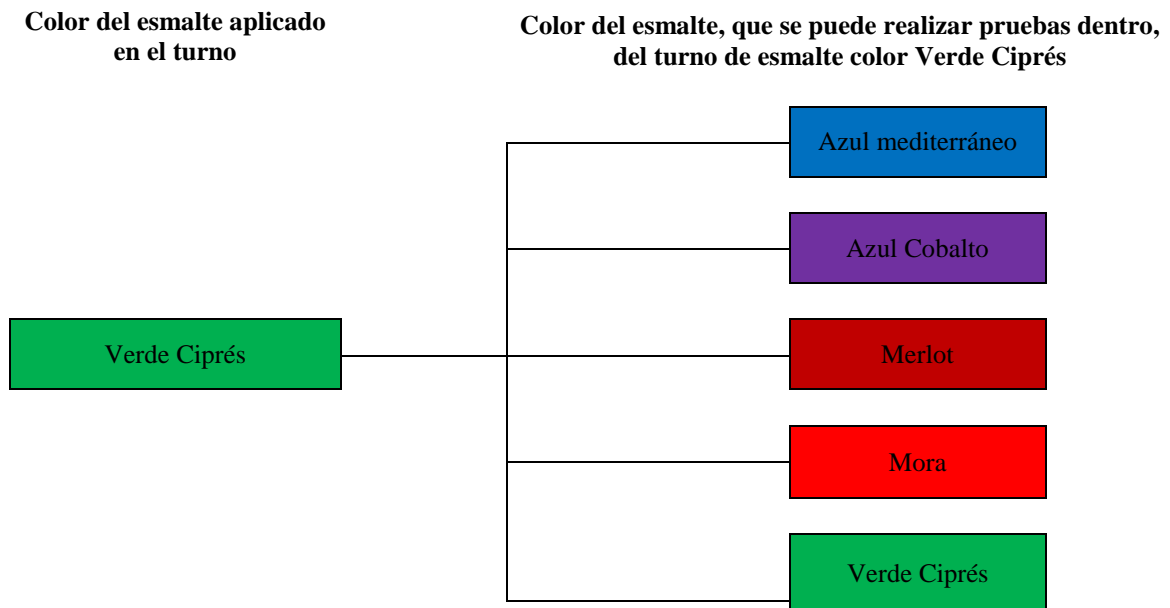 Color del esmalte aplicado
en el turno
Color del esmalte, que se puede realizar pruebas dentro,
del turno de esmalte color Verde Ciprés
Azul mediterráneo
Azul Cobalto
Verde Ciprés
Merlot
Mora
Verde Ciprés